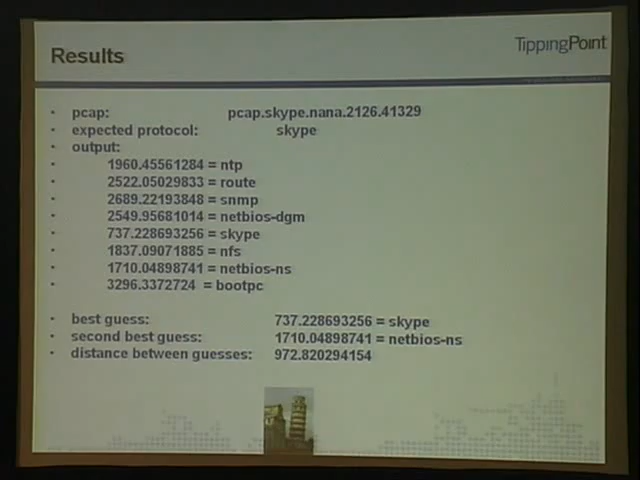 Results
TippingPoint
pcap: pcap.skype.nana.2126.41329
expected protocol: skype
output:
1960.45561284 = ntp
2522.05029833 = route
2689.22193848 = snmp
2549.95681014 = netbios-dgm
737.228693256 = skype
1837.09071885 = nfs
1710.04898741 = netbios-ns
3296.3372724 = bootpc
best guess: 737.228693256 = skype
second best guess: 1710.04898741 = netbios-ns
distance between guesses: 972.820294154